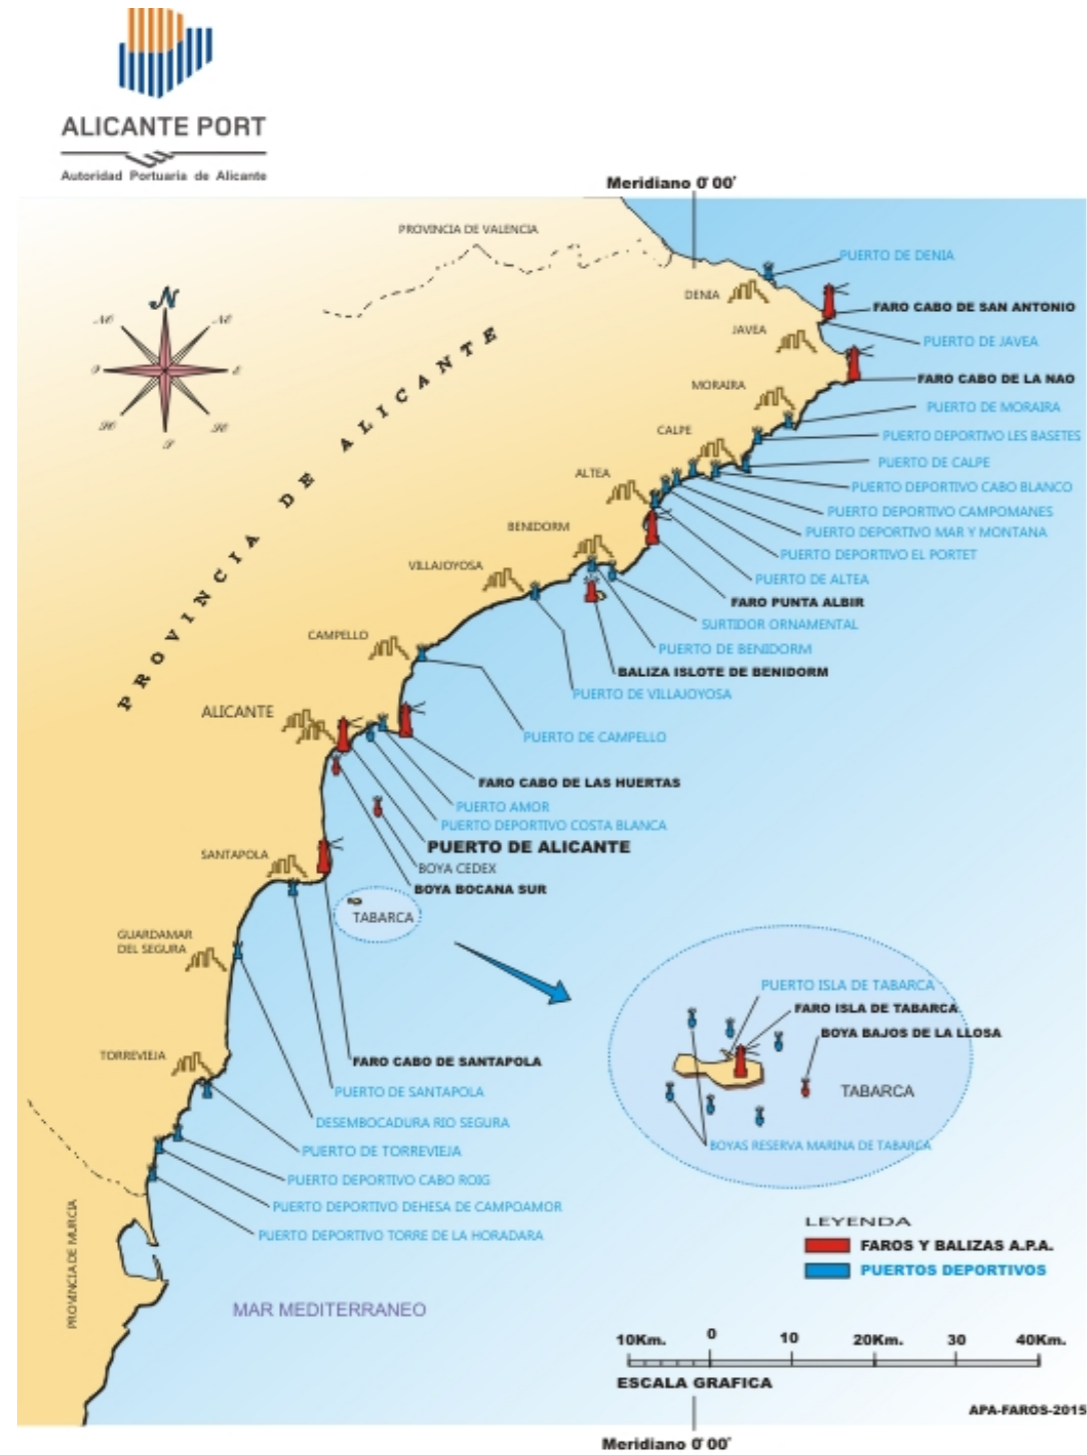 ALICANTE PORT
Autoridad Portuaria de Alicante
Meridiano 0°00'
PROVINCIA DE VALENCIA
PUERTO DE DENIA
N
E
DENIA
FARO CABO DE SAN ANTONIO
JAVEA
PUERTO DE JAVEA
FARO CABO DE LA NAO
MORAIRA
PUERTO DE MORAIRA
CALPE
PUERTO DEPORTIVO LES BASETES
PUERTO DE CALPE
ALTEA
PUERTO DEPORTIVO CABO BLANCO
PUERTO DEPORTIVO CAMPOMANES
BENIDORM
PUERTO DEPORTIVO MAR Y MONTANA
PUERTO DEPORTIVO EL PORTET
VILLAJOYOSA
PUERTO DE ALTEA
FARO PUNTA ALBIR
SURTIDOR ORNAMENTAL
CAMPELLO
PUERTO DE BENIDORM
BALIZA ISLOTE DE BENIDORM
PUERTO DE VILLAJOYOSA
PROVINCIA DE ALICANTE
ALICANTE
PUERTO DE CAMPELLO
FARO CABO DE LAS HUERTAS
PUERTO AMOR
PUERTO DEPORTIVO COSTA BLANCA
PUERTO DE ALICANTE
SANTAPOLA
BOYA CEDEX
BOYA BOCANA SUR
TABARCA
GUARDAMAR
DEL SEGURA
PUERTO ISLA DE TABARCA
FARO ISLA DE TABARCA
BOYA BAJOS DE LA LLOSA
TORREVIEJA
FARO CABO DE SANTAPOLA
TABARCA
PUERTO DE SANTAPOLA
DESEMBOCADURA RIO SEGURA
BOYAS RESERVA MARINA DE TABARCA
PUERTO DE TORREVIEJA
PUERTO DEPORTIVO CABO ROIG
PUERTO DEPORTIVO DEHESA DE CAMPOAMOR
PUERTO DEPORTIVO TORRE DE LA HORADARA
PROVINCIA DE MURCIA
LEYENDA
FAROS Y BALIZAS A.P.A.
PUERTOS DEPORTIVOS
MAR MEDITERRANEO
10Km. 0 10 20Km. 30 40Km.
ESCALA GRAFICA
APA-FAROS-2015
Meridiano 0°00'